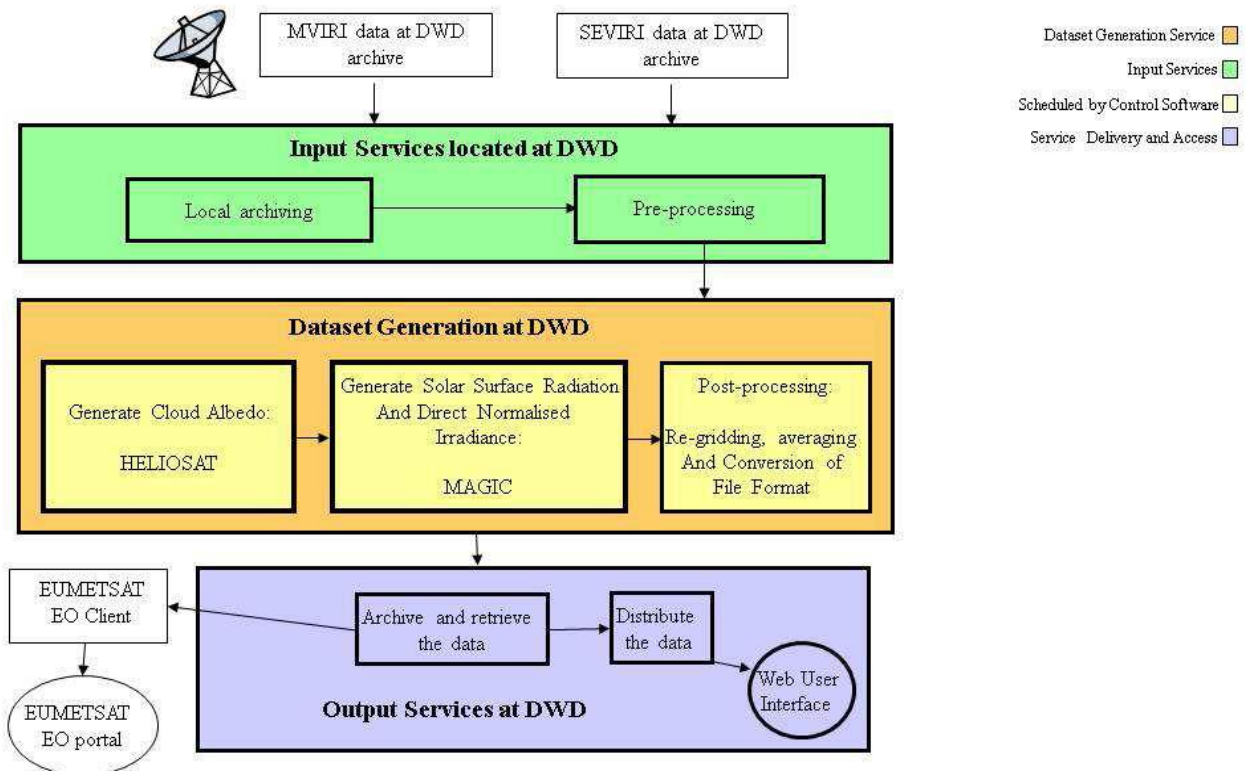 MVIRI data at DWD
archive
SEVIRI data at DWD
archive
Dataset Generation Service
Input Services
Scheduled by Control Software
Service Delivery and Access
Input Services located at DWD
Local archiving
Pre-processing
Dataset Generation at DWD
Generate Cloud Albedo:
HELIOSAT
Generate Solar Surface Radiation
And Direct Normalised
Irradiance:
MAGIC
Post-processing:
Re-gridding, averaging
And Conversion of
File Format
EUMETSAT
EO Client
Archive and retrieve
the data
Distribute
the data
Web User
Interface
EUMETSAT
EO portal
Output Services at DWD